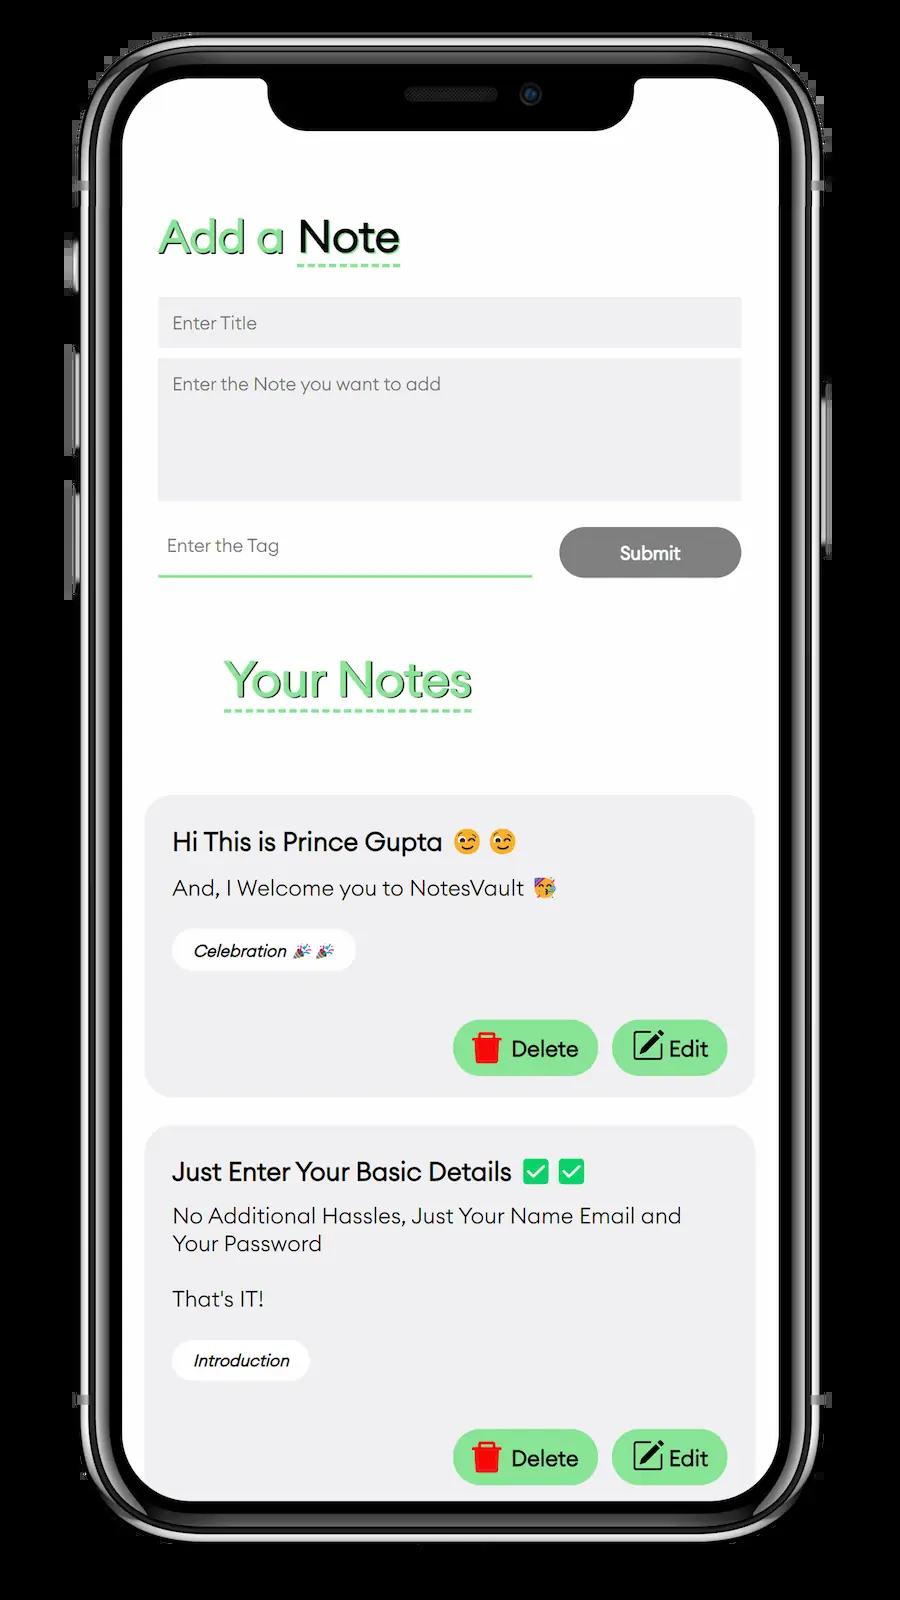 Add a Note
Enter Title
Enter the Note you want to add
Enter the Tag
Submit
Your Notes
Hi This is Prince Gupta 😉 😉
And, I Welcome you to NotesVault 🥳
Celebration 🎉 🎉
Delete
Edit
Just Enter Your Basic Details ✅ ✅
No Additional Hassles, Just Your Name Email and
Your Password
That's IT!
Introduction
Delete
Edit